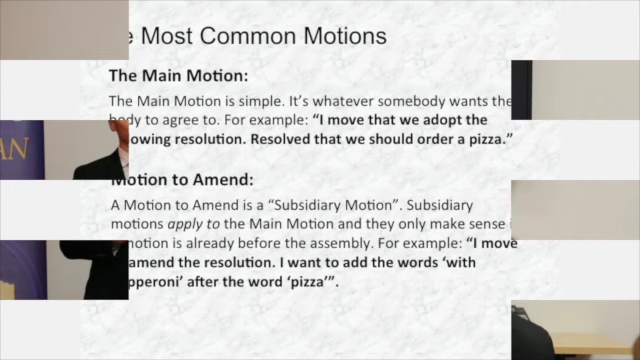 e Most Common Motions
The Main Motion:
The Main Motion is simple. It's whatever somebody wants the
body to agree to. For example: “I move that we adopt the
owing resolution. Resolved that we should order a pizza.”
Motion to Amend:
A Motion to Amend is a “Subsidiary Motion”. Subsidiary
motions apply to the Main Motion and they only make sense
otion is already before the assembly. For example: “I move
amend the resolution. I want to add the words ‘with
pperoni’ after the word ‘pizza’”.
AN